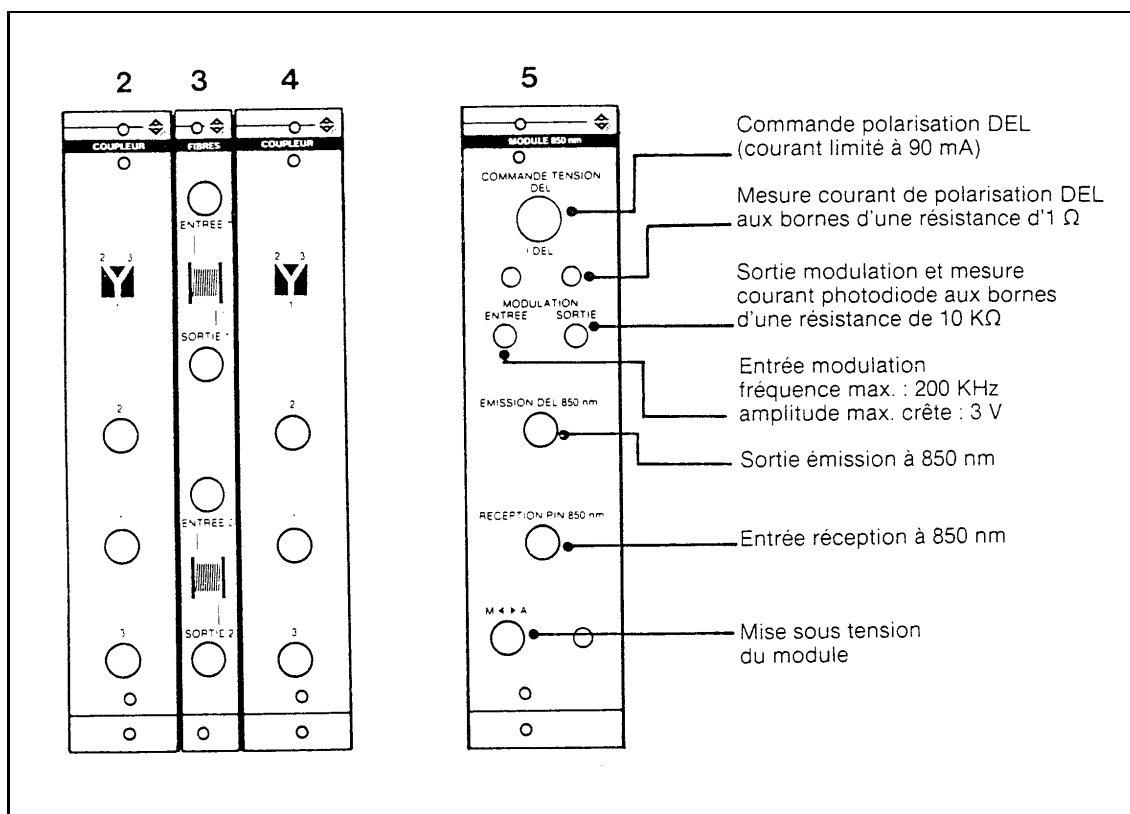 2 3 4 5
COUPLEUR
FIBRES
COUPLEUR
2 3
1
2
3
ENTREE
SORTIE
ENTREE 2
SORTIE 2
2 3
1
2
1
3
MODULE 850 nm
COMMANDE TENSION
DEL
I DEL
MODULATION
ENTREE SORTIE
EMISSION DEL 850 nm
RECEPTION PIN 850 nm
M ◄ ► A
Commande polarisation DEL
(courant limité à 90 mA)
Mesure courant de polarisation DEL
aux bornes d'une résistance d'1 Ω
Sortie modulation et mesure
courant photodiode aux bornes
d'une résistance de 10 KΩ
Entrée modulation
fréquence max. : 200 KHz
amplitude max. crête : 3 V
Sortie émission à 850 nm
Entrée réception à 850 nm
Mise sous tension
du module